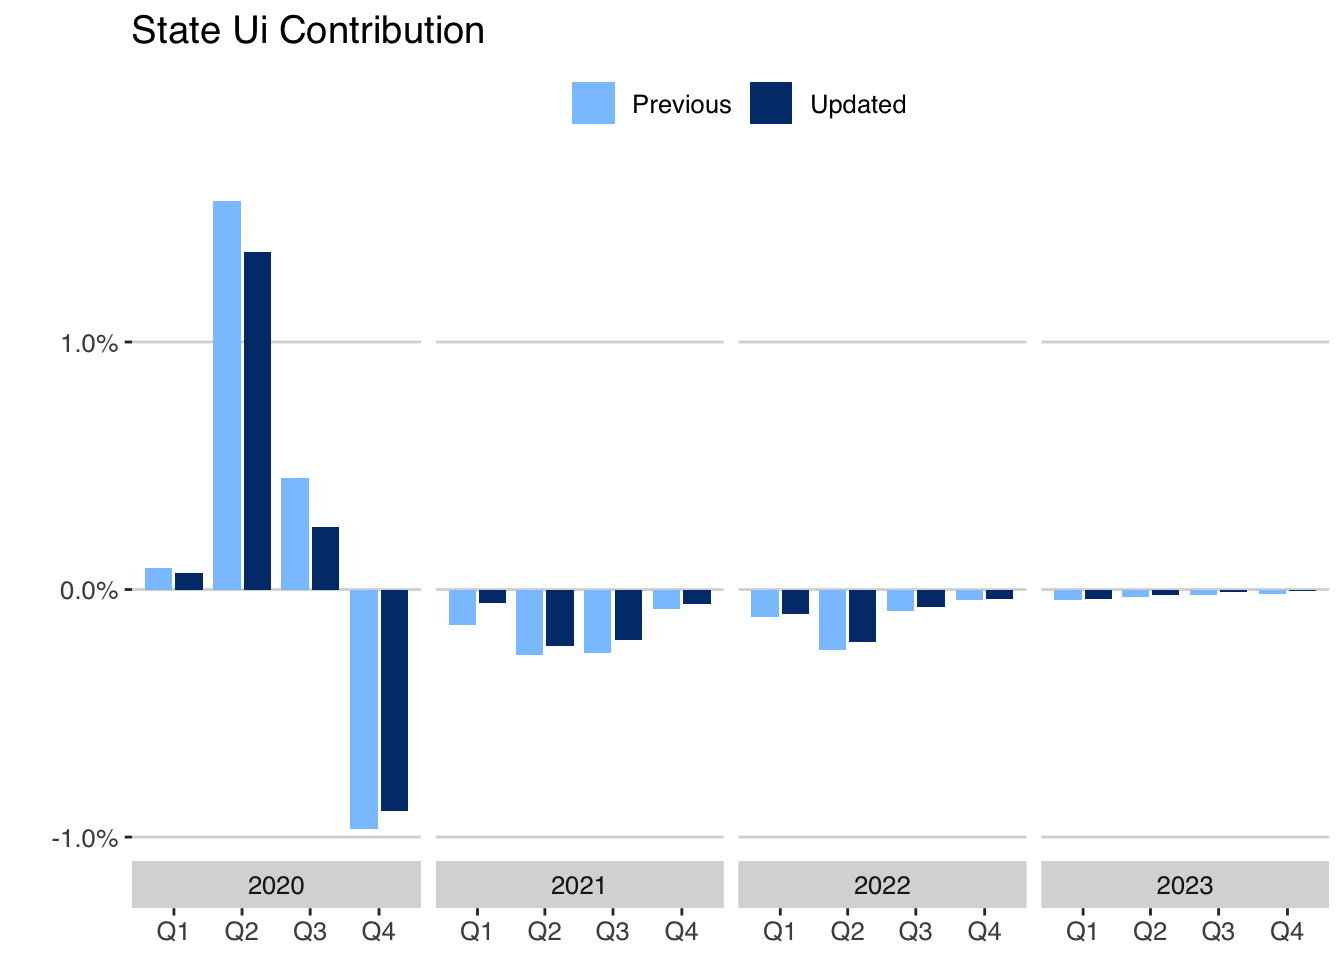 State Ui Contribution
Previous Updated
1.0%
0.0%
-1.0%
2020 2021 2022 2023
Q1 Q2 Q3 Q4 Q1 Q2 Q3 Q4 Q1 Q2 Q3 Q4 Q1 Q2 Q3 Q4